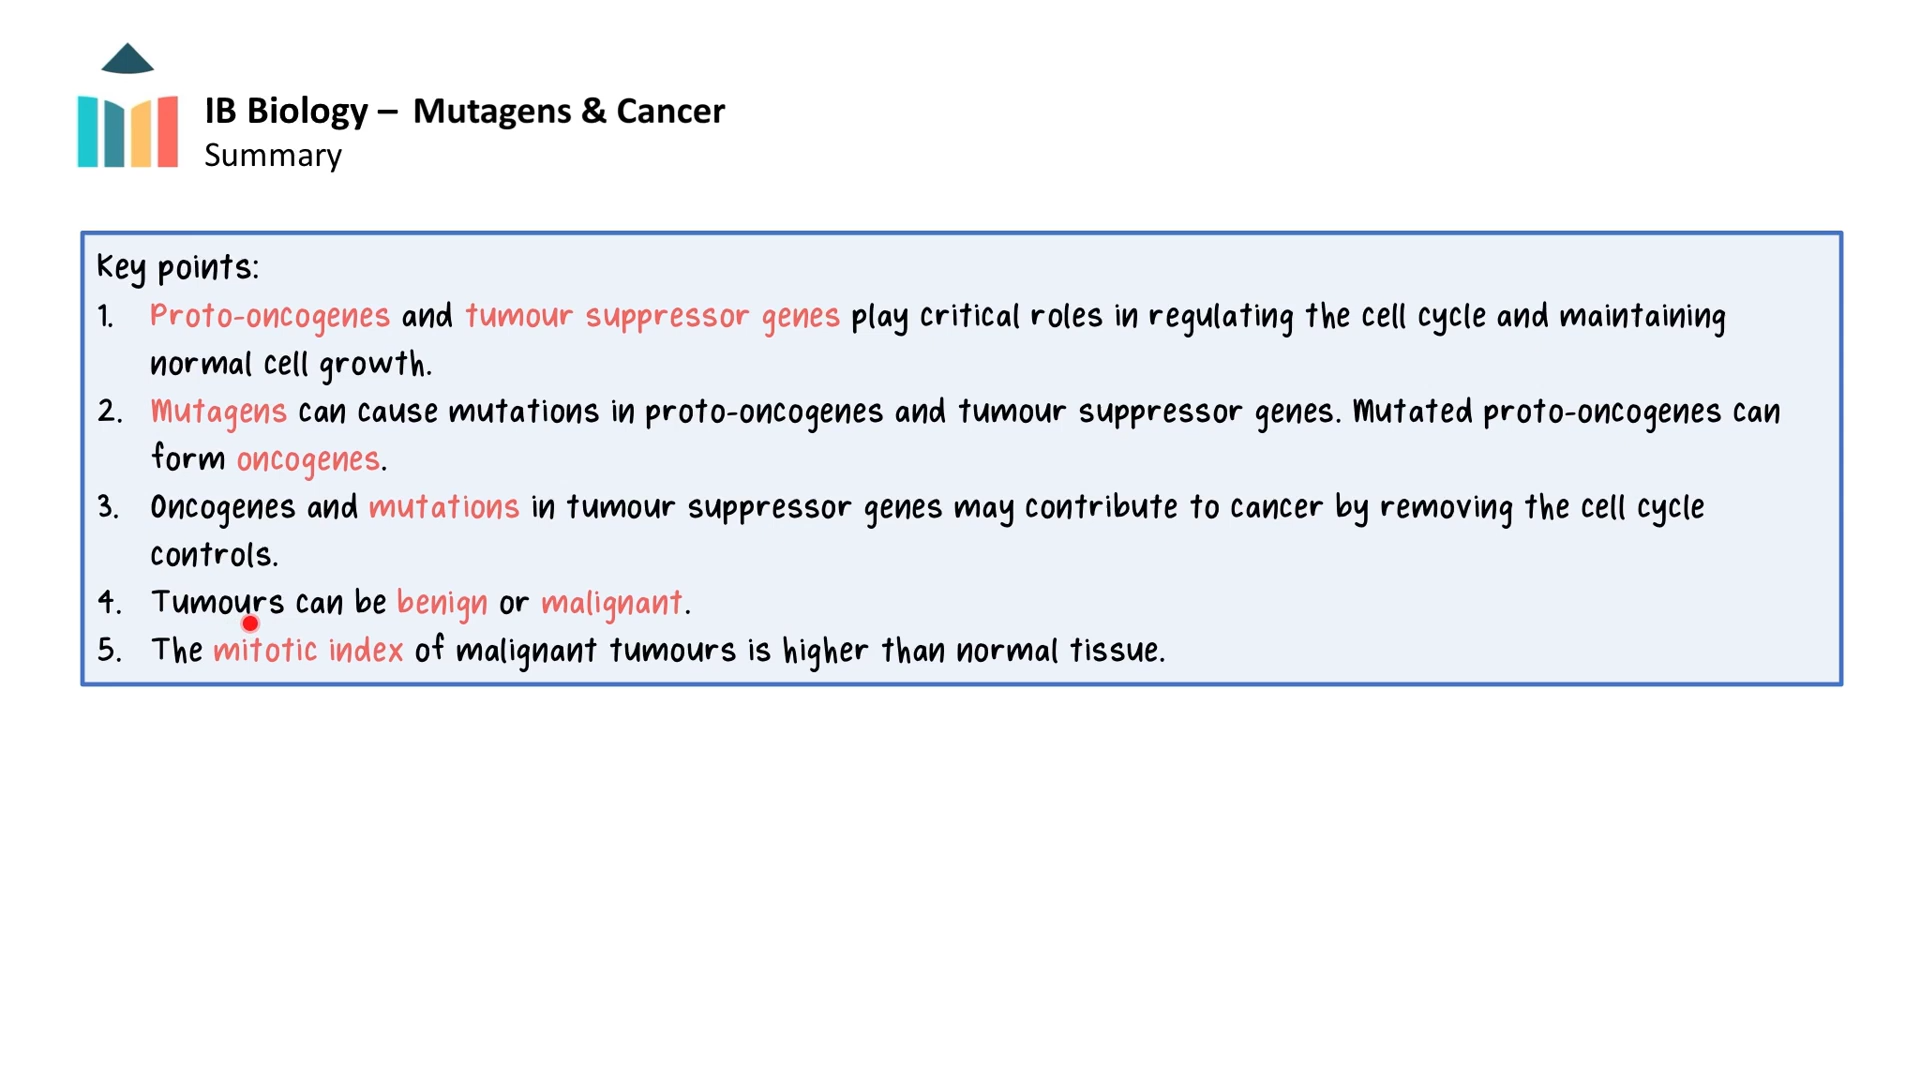 IB Biology – Mutagens & Cancer
Summary
Key points:
1. Proto-oncogenes and tumour suppressor genes play critical roles in regulating the cell cycle and maintaining
normal cell growth.
2. Mutagens can cause mutations in proto-oncogenes and tumour suppressor genes. Mutated proto-oncogenes can
form oncogenes.
3. Oncogenes and mutations in tumour suppressor genes may contribute to cancer by removing the cell cycle
controls.
4. Tumours can be benign or malignant.
5. The mitotic index of malignant tumours is higher than normal tissue.